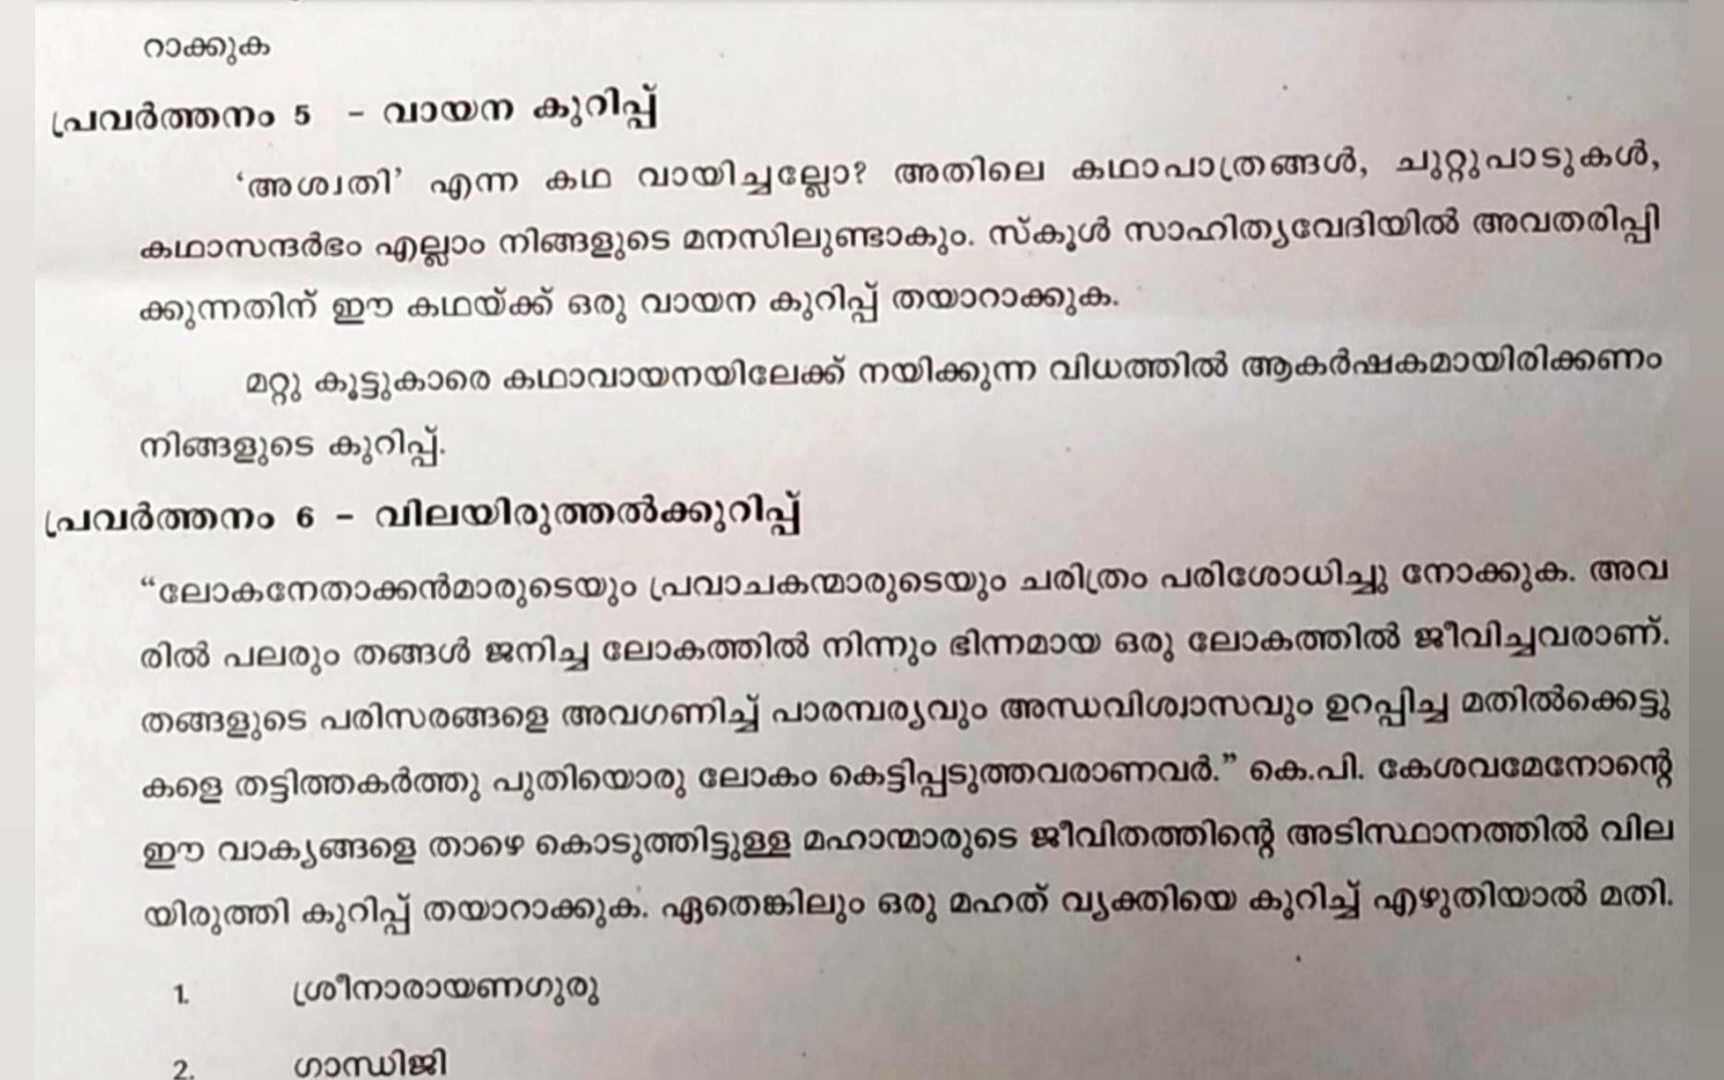 റാക്കുക
പ്രവർത്തനം 5 - വായന കുറിപ്പ്
‘അശ്വതി’ എന്ന കഥ വായിച്ചല്ലോ? അതിലെ കഥാപാത്രങ്ങൾ, ചുറ്റുപാടുകൾ,
കഥാസന്ദർഭം എല്ലാം നിങ്ങളുടെ മനസിലുണ്ടാകും. സ്കൂൾ സാഹിത്യവേദിയിൽ അവതരിപ്പി
ക്കുന്നതിന് ഈ കഥയ്ക്ക് ഒരു വായന കുറിപ്പ് തയാറാക്കുക.
മറ്റു കൂട്ടുകാരെ കഥാവായനയിലേക്ക് നയിക്കുന്ന വിധത്തിൽ ആകർഷകമായിരിക്കണം
നിങ്ങളുടെ കുറിപ്പ്.
പ്രവർത്തനം 6 - വിലയിരുത്തൽക്കുറിപ്പ്
“ലോകനേതാക്കൻമാരുടെയും പ്രവാചകന്മാരുടെയും ചരിത്രം പരിശോധിച്ചു നോക്കുക. അവ
രിൽ പലരും തങ്ങൾ ജനിച്ച ലോകത്തിൽ നിന്നും ഭിന്നമായ ഒരു ലോകത്തിൽ ജീവിച്ചവരാണ്.
തങ്ങളുടെ പരിസരങ്ങളെ അവഗണിച്ച് പാരമ്പര്യവും അന്ധവിശ്വാസവും ഉറപ്പിച്ച മതിൽക്കെട്ടു
കളെ തട്ടിത്തകർത്തു പുതിയൊരു ലോകം കെട്ടിപ്പടുത്തവരാണവർ.” കെ.പി. കേശവമേനോന്റെ
ഈ വാക്യങ്ങളെ താഴെ കൊടുത്തിട്ടുള്ള മഹാന്മാരുടെ ജീവിതത്തിന്റെ അടിസ്ഥാനത്തിൽ വില
യിരുത്തി കുറിപ്പ് തയാറാക്കുക. ഏതെങ്കിലും ഒരു മഹത് വ്യക്തിയെ കുറിച്ച് എഴുതിയാൽ മതി.
1. ശ്രീനാരായണഗുരു
2. ഗാന്ധിജി